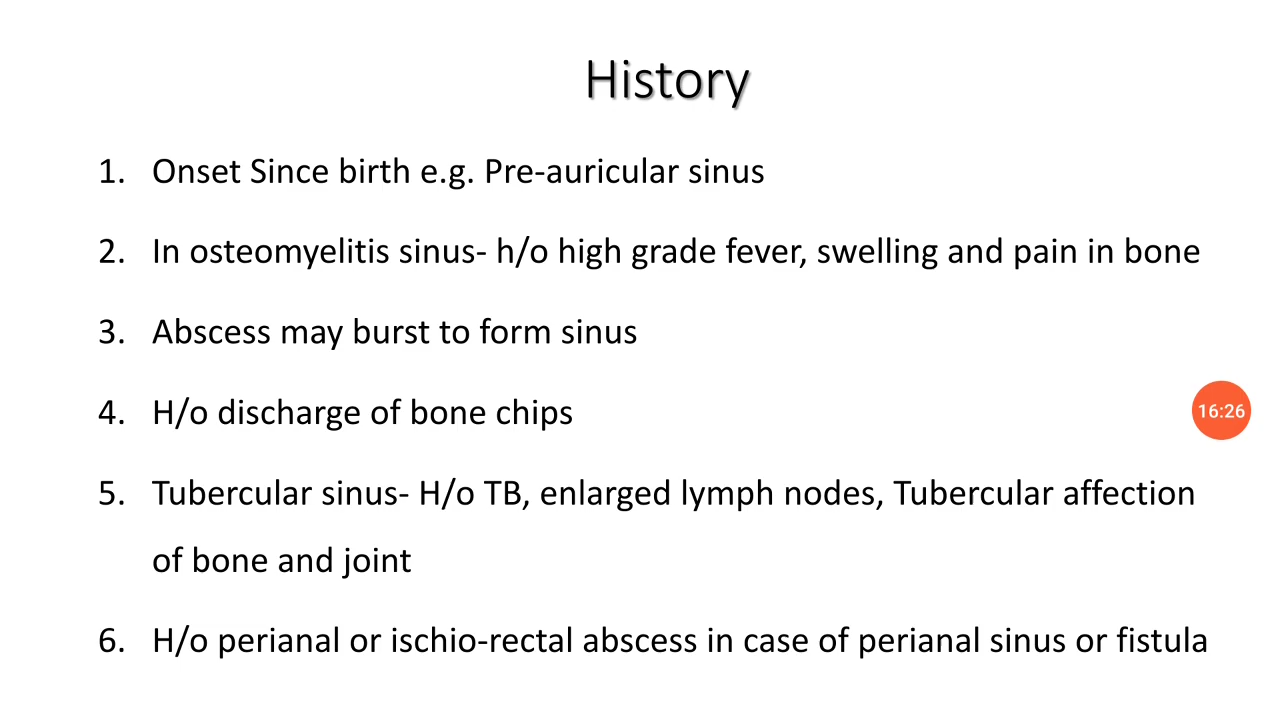 History
1. Onset Since birth e.g. Pre-auricular sinus
2. In osteomyelitis sinus- h/o high grade fever, swelling and pain in bone
3. Abscess may burst to form sinus
4. H/o discharge of bone chips
16:26
5. Tubercular sinus- H/o TB, enlarged lymph nodes, Tubercular affection
of bone and joint
6. H/o perianal or ischio-rectal abscess in case of perianal sinus or fistula